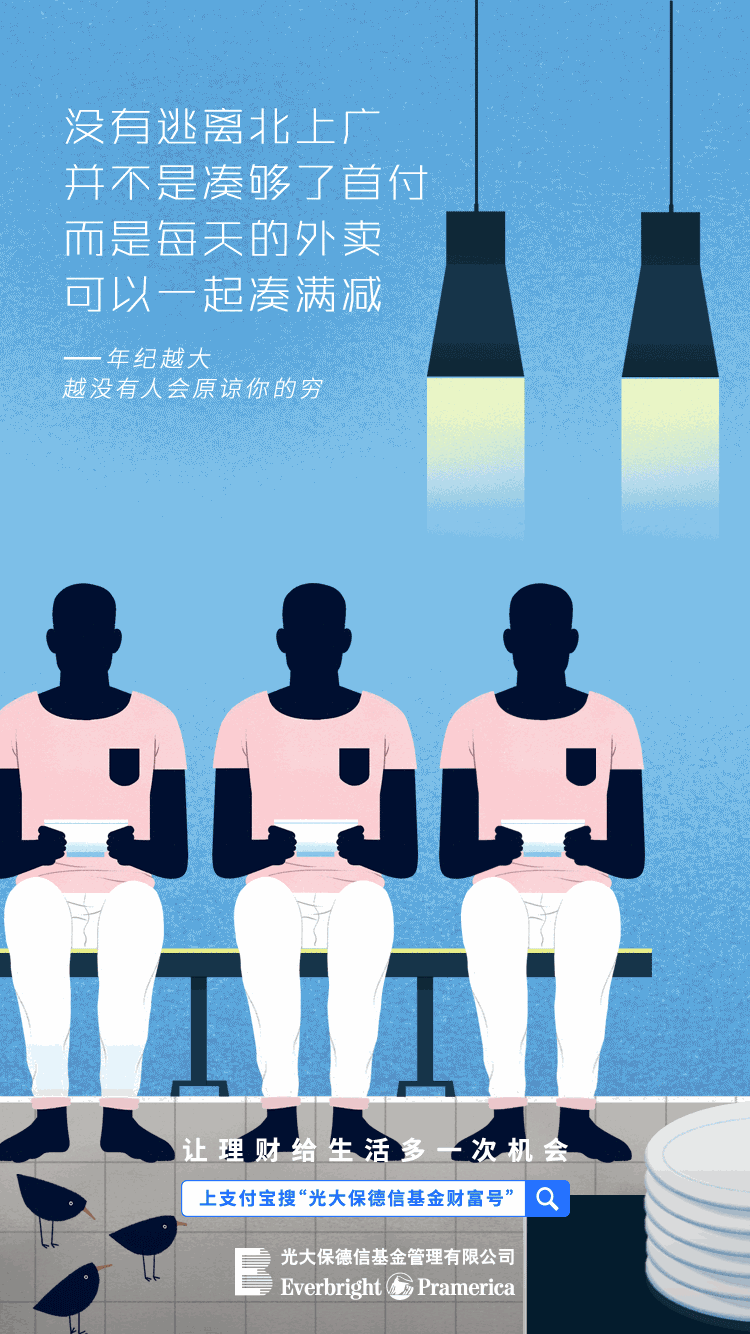 没有逃离北上广
并不是凑够了首付
而是每天的外卖
可以一起凑满减
——年纪越大
越没有人会原谅你的穷
让理财给生活多一次机会
上支付宝搜“光大保德信基金财富号”
光大保德信基金管理有限公司
Everbright Pramerica